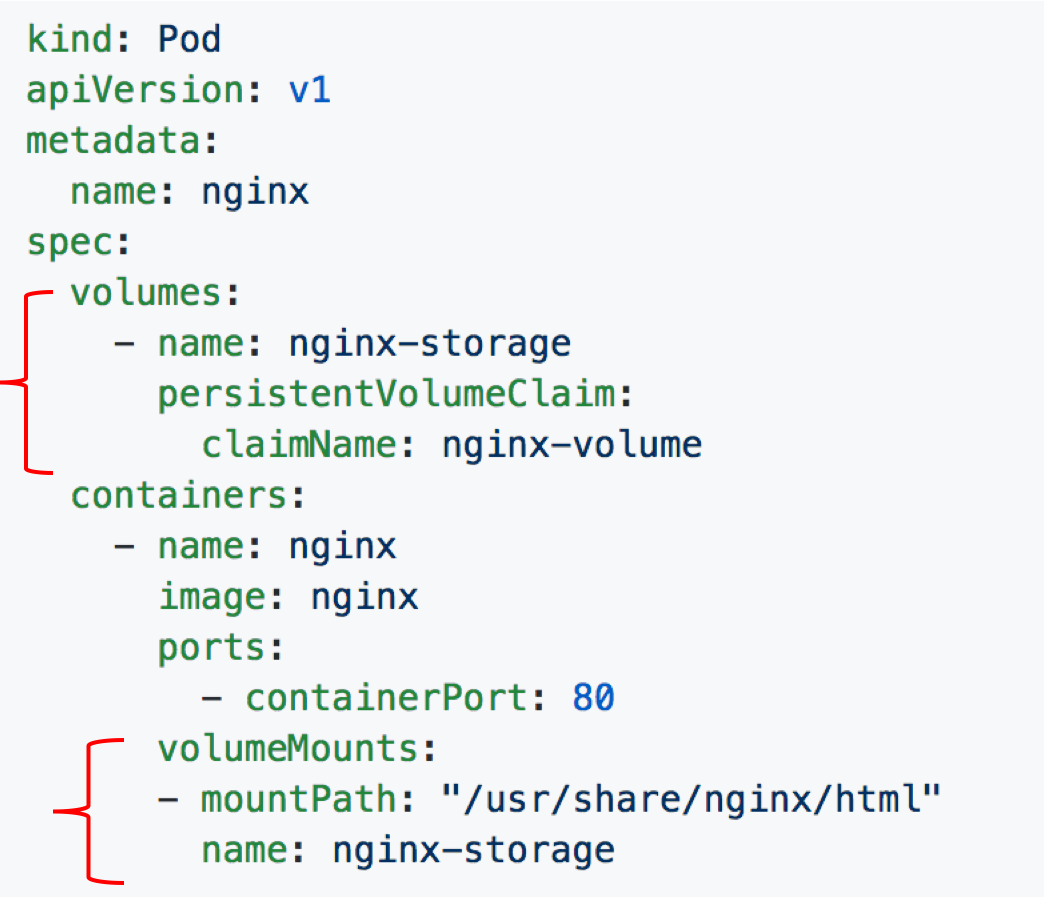 kind: Pod
apiVersion: v1
metadata:
  name: nginx
spec:
  volumes:
    - name: nginx-storage
      persistentVolumeClaim:
        claimName: nginx-volume
  containers:
    - name: nginx
      image: nginx
      ports:
        - containerPort: 80
      volumeMounts:
      - mountPath: "/usr/share/nginx/html"
        name: nginx-storage